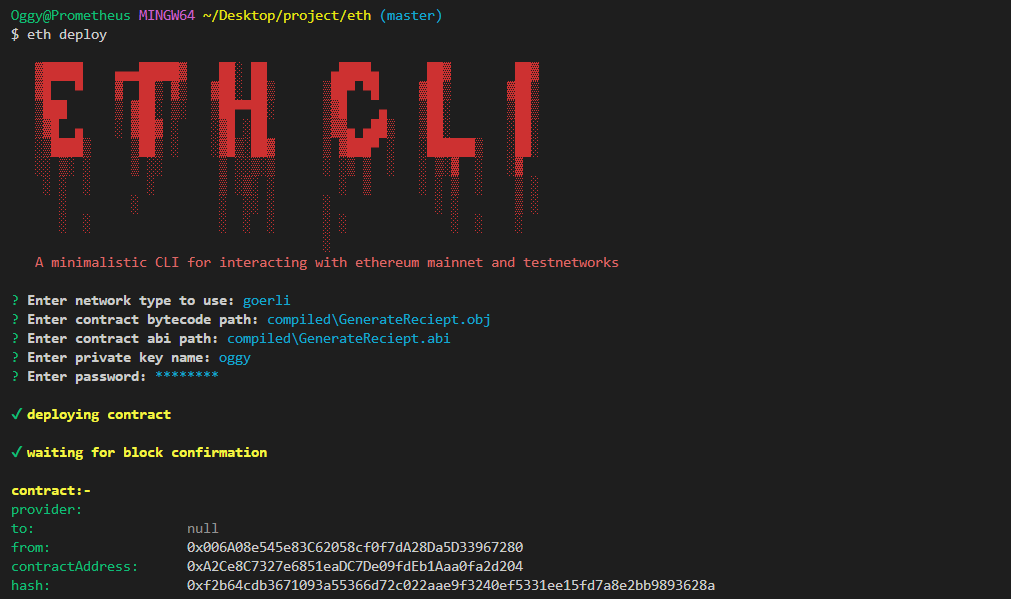 Oggy@Prometheus MINGW64 ~/Desktop/project/eth (master)
$ eth deploy
ETH CLI
A minimalistic CLI for interacting with ethereum mainnet and testnetworks
? Enter network type to use: goerli
? Enter contract bytecode path: compiled\GenerateReciept.obj
? Enter contract abi path: compiled\GenerateReciept.abi
? Enter private key name: oggy
? Enter password: ********
✓ deploying contract
✓ waiting for block confirmation
contract:-
provider:
to: null
from: 0x006A08e545e83C62058cf0f7dA28Da5D33967280
contractAddress: 0xA2Ce8C7327e6851eaDC7De09fdEb1Aaa0fa2d204
hash: 0xf2b64cdb3671093a55366d72c022aae9f3240ef5331ee15fd7a8e2bb9893628a